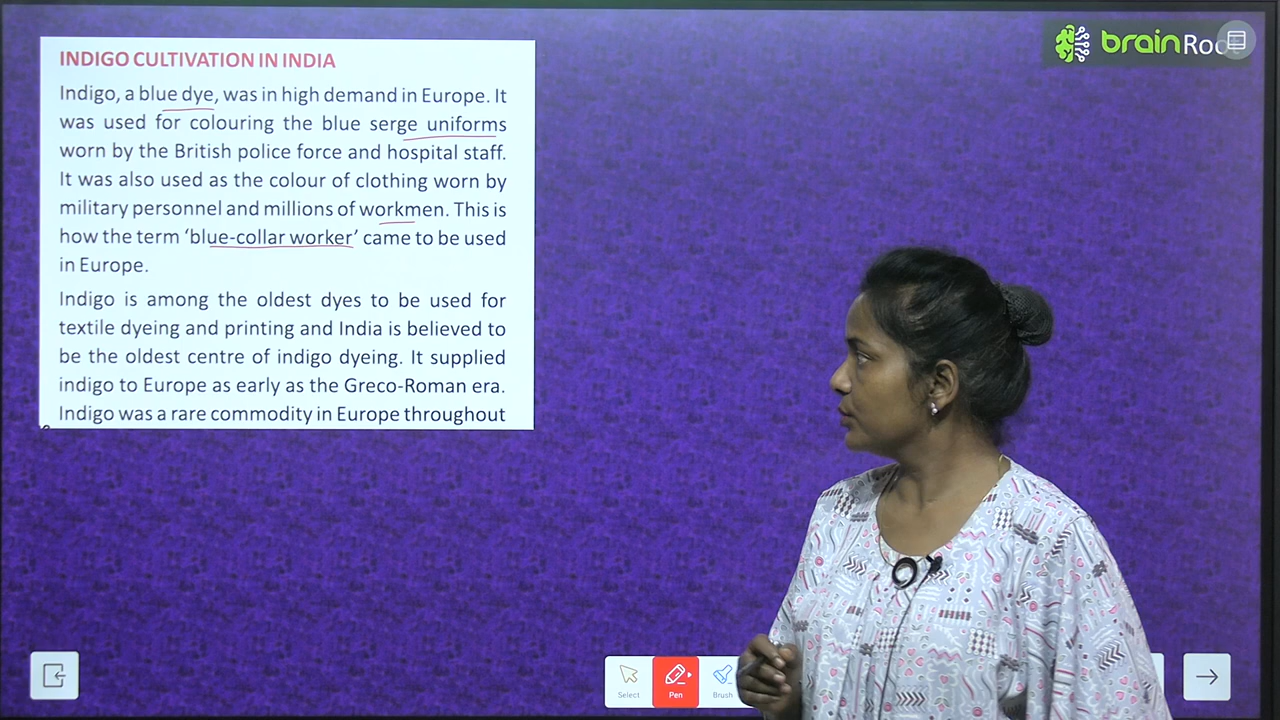 INDIGO CULTIVATION IN INDIA
Indigo, a blue dye, was in high demand in Europe. It
was used for colouring the blue serge uniforms
worn by the British police force and hospital staff.
It was also used as the colour of clothing worn by
military personnel and millions of workmen. This is
how the term ‘blue-collar worker’ came to be used
in Europe.
Indigo is among the oldest dyes to be used for
textile dyeing and printing and India is believed to
be the oldest centre of indigo dyeing. It supplied
indigo to Europe as early as the Greco-Roman era.
Indigo was a rare commodity in Europe throughout
brain
Select
Pen
Brush